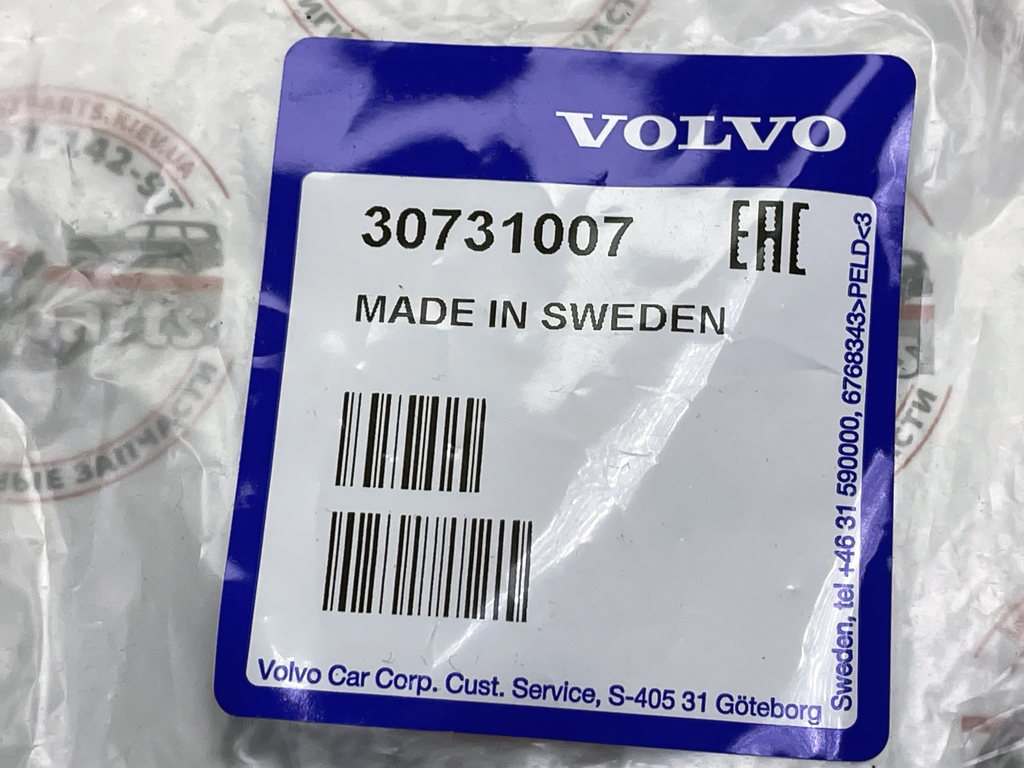 VOLVO
30731007
EAC
MADE IN SWEDEN
Volvo Car Corp. Cust. Service, S-405 31 Göteborg
Sweden, tel +46 31 590000, 6768343>PELD<3
ЗАПЧАСТИ